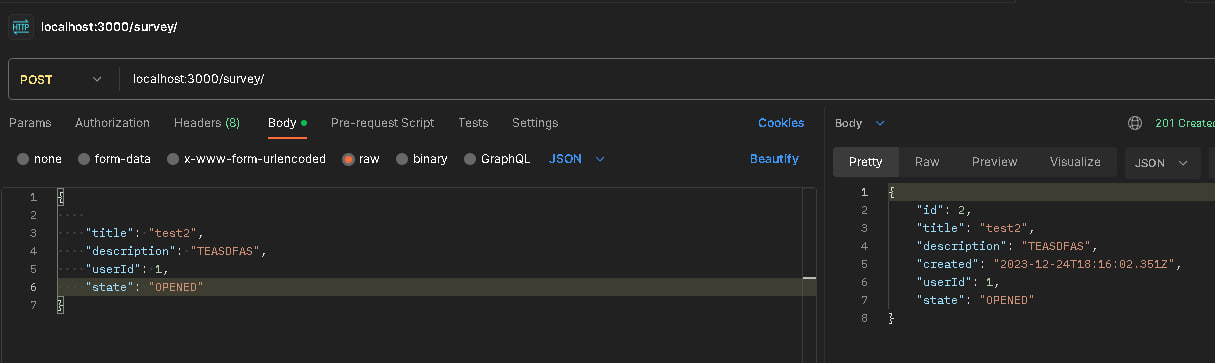 HTTP localhost:3000/survey/
POST localhost:3000/survey/
Params Authorization Headers (8) Body Pre-request Script Tests Settings Cookies
none form-data x-www-form-urlencoded raw binary GraphQL JSON Beautify
1 {
2
3 "title": "test2",
4 "description": "TEASDFAS",
5 "userId": 1,
6 "state": "OPENED"
7 }
Body 201 Created
Pretty Raw Preview Visualize JSON
1 {
2 "id": 2,
3 "title": "test2",
4 "description": "TEASDFAS",
5 "created": "2023-12-24T18:16:02.351Z",
6 "userId": 1,
7 "state": "OPENED"
8 }